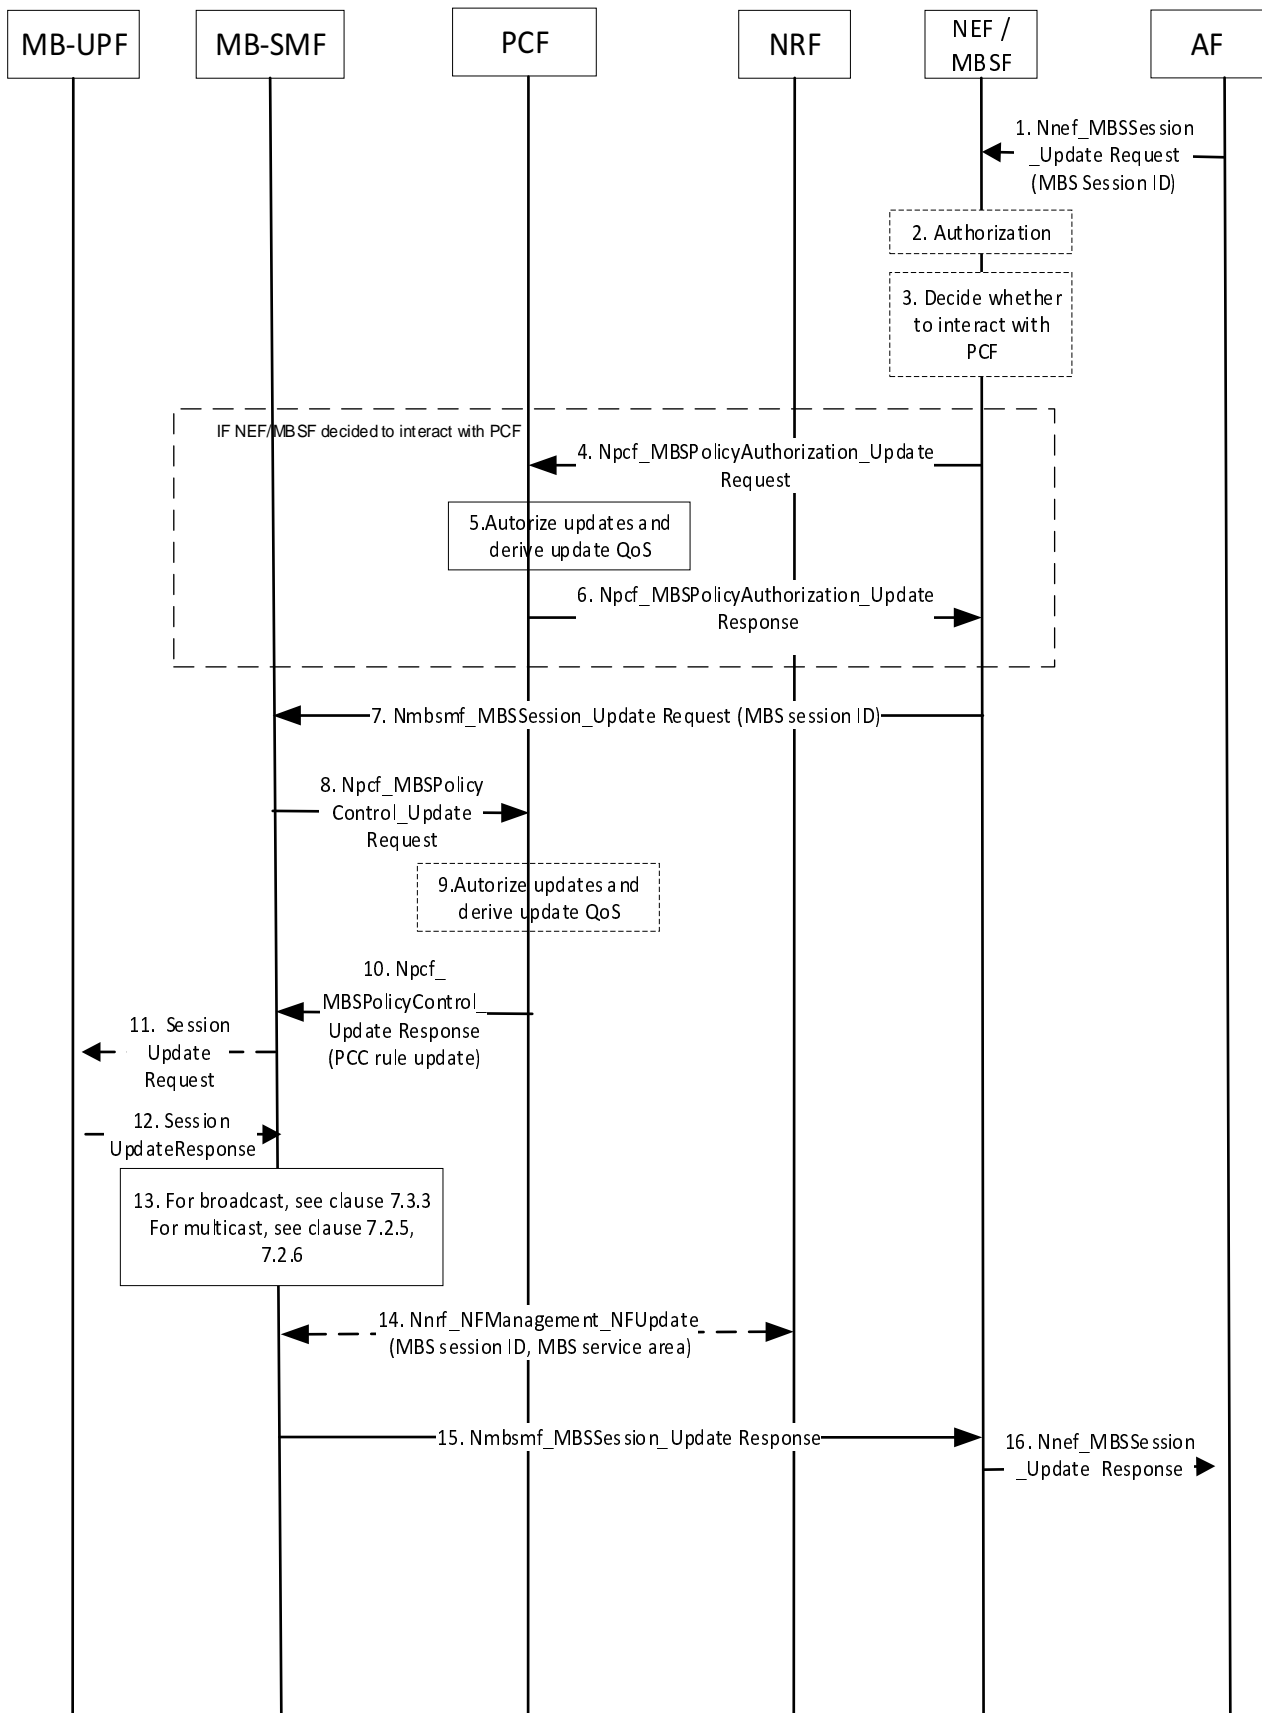 MB-UPF
MB-SMF
PCF
NRF
NEF /
MBSF
AF
1. Nnef_MBSSession
_Update Request
(MBS Session ID)
2. Authorization
3. Decide whether
to interact with
PCF
IF NEF/MBSF decided to interact with PCF
4. Npcf_MBSPolicyAuthorization_Update
Request
5.Autorize updates and
derive update QoS
6. Npcf_MBSPolicyAuthorization_Update
Response
7. Nmbsmf_MBSSession_Update Request (MBS session ID)
8. Npcf_MBSPolicy
Control_Update
Request
9.Autorize updates and
derive update QoS
10. Npcf_
MBSPolicyControl_
Update Response
(PCC rule update)
11. Session
Update
Request
12. Session
UpdateResponse
13. For broadcast, see clause 7.3.3
For multicast, see clause 7.2.5,
7.2.6
14. Nnrf_NFManagement_NFUpdate
(MBS session ID, MBS service area)
15. Nmbsmf_MBSSession_Update Response
16. Nnef_MBSSession
_Update Response